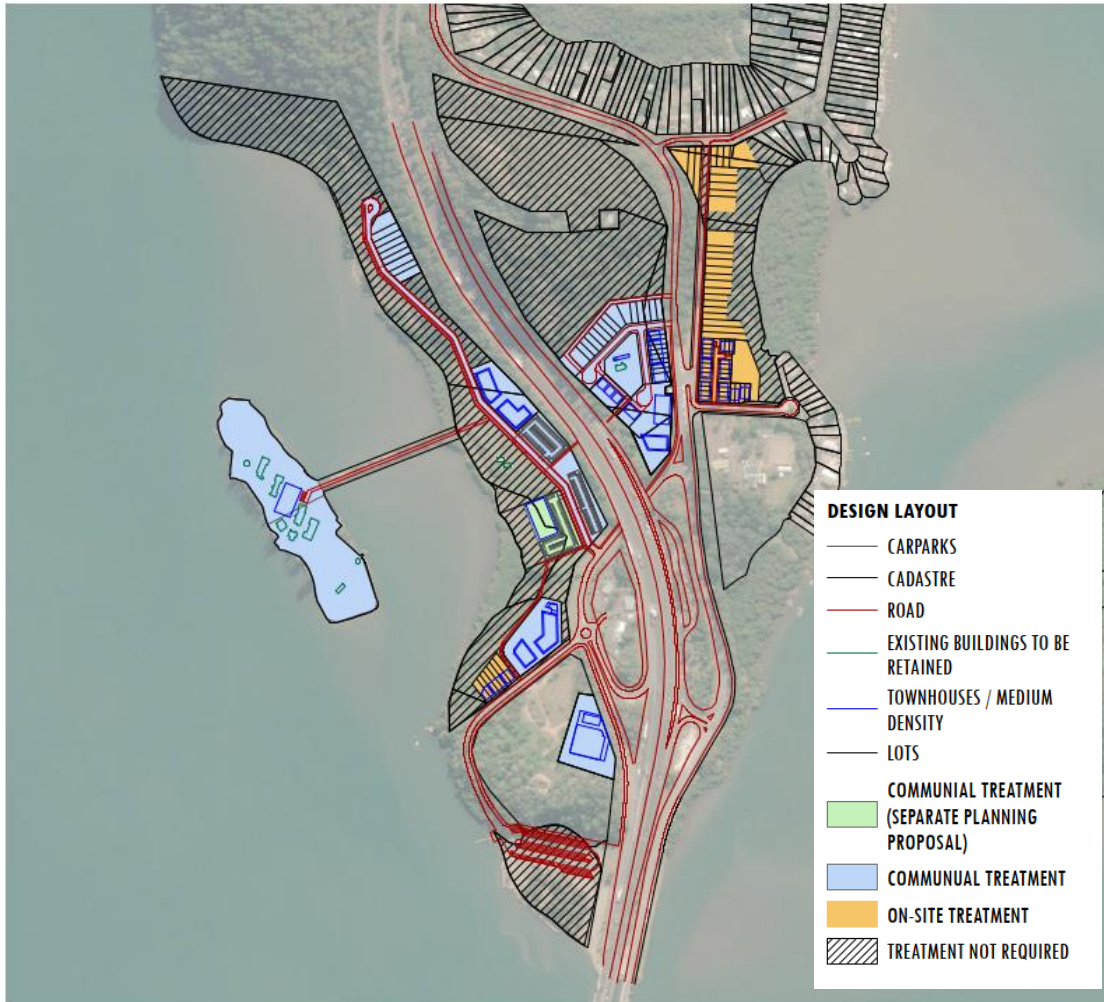 DESIGN LAYOUT
CARPARKS
CADASTRE
ROAD
EXISTING BUILDINGS TO BE
RETAINED
TOWNHOUSES / MEDIUM
DENSITY
LOTS
COMMUNIAL TREATMENT
(SEPARATE PLANNING
PROPOSAL)
COMMUNUAL TREATMENT
ON-SITE TREATMENT
TREATMENT NOT REQUIRED